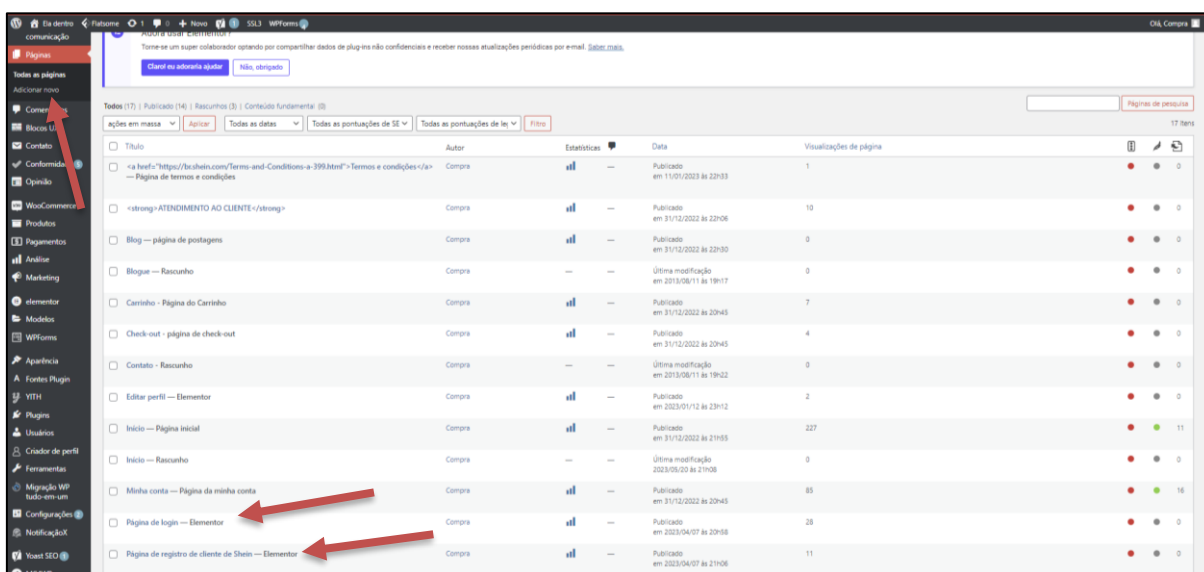 Ela dentro Flatsome 1 0 Novo 1 SSL3 WPForms Olá, Compra
comunicação
Páginas
Todas as páginas
Adicionar novo
Contato
Opinião
WooCommerce
Produtos
Pagamentos
Análise
Marketing
elementor
Modelos
WPForms
Aparência
Fontes Plugin
YITH
Plugins
Usuários
Criador de perfil
Ferramentas
Migração WP
tudo-em-um
Configurações
NotificaçãoX
Yoast SEO
Adora usar Elementor?
Torne-se um super colaborador optando por compartilhar dados de plug-ins não confidenciais e receber nossas atualizações periódicas por e-mail. Saber mais.
Claro! eu adoraria ajudar Não, obrigado
Todos (17) | Publicado (14) | Rascunhos (3) | Conteúdo fundamental (0)
Páginas de pesquisa
ações em massa Aplicar Todas as datas Todas as pontuações de SE Todas as pontuações de lej Filtro
17 itens
Título Autor Estatísticas Data Visualizações de página
<a href="https://br.shein.com/Terms-and-Conditions-a-399.html">Termos e condições</a> Compra Publicado 1 0
— Página de termos e condições em 11/01/2023 às 22h33
<strong>ATENDIMENTO AO CLIENTE</strong> Compra — Publicado 10 0
em 31/12/2022 às 22h06
Blog — página de postagens Compra — Publicado 0 0
em 31/12/2022 às 22h30
Blogue — Rascunho Compra — — Última modificação 0 0
em 2013/08/11 às 19h17
Carrinho - Página do Carrinho Compra — Publicado 7 0
em 31/12/2022 às 20h45
Check-out - página de check-out Compra — Publicado 4 0
em 31/12/2022 às 20h45
Contato - Rascunho Compra — — Última modificação 0 0
em 2013/08/11 às 19h22
Editar perfil — Elementor Compra — Publicado 2 0
em 2023/01/12 às 23h12
Início — Página inicial Compra — Publicado 227 11
em 31/12/2022 às 21h55
Início — Rascunho Compra — — Última modificação 0 0
2023/05/20 às 21h08
Minha conta — Página da minha conta Compra — Publicado 85 16
em 31/12/2022 às 20h45
Página de login — Elementor Compra — Publicado 28 0
em 2023/04/07 às 20h58
Página de registro de cliente de Shein — Elementor Compra — Publicado 11 0
em 2023/04/07 às 21h06